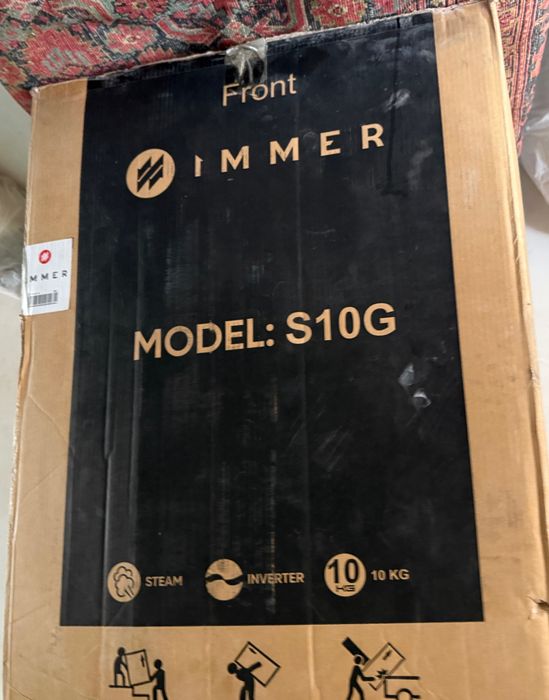 Front
IMMER
IMMER
MODEL: S10G
STEAM
INVERTER
10
KG
10 KG